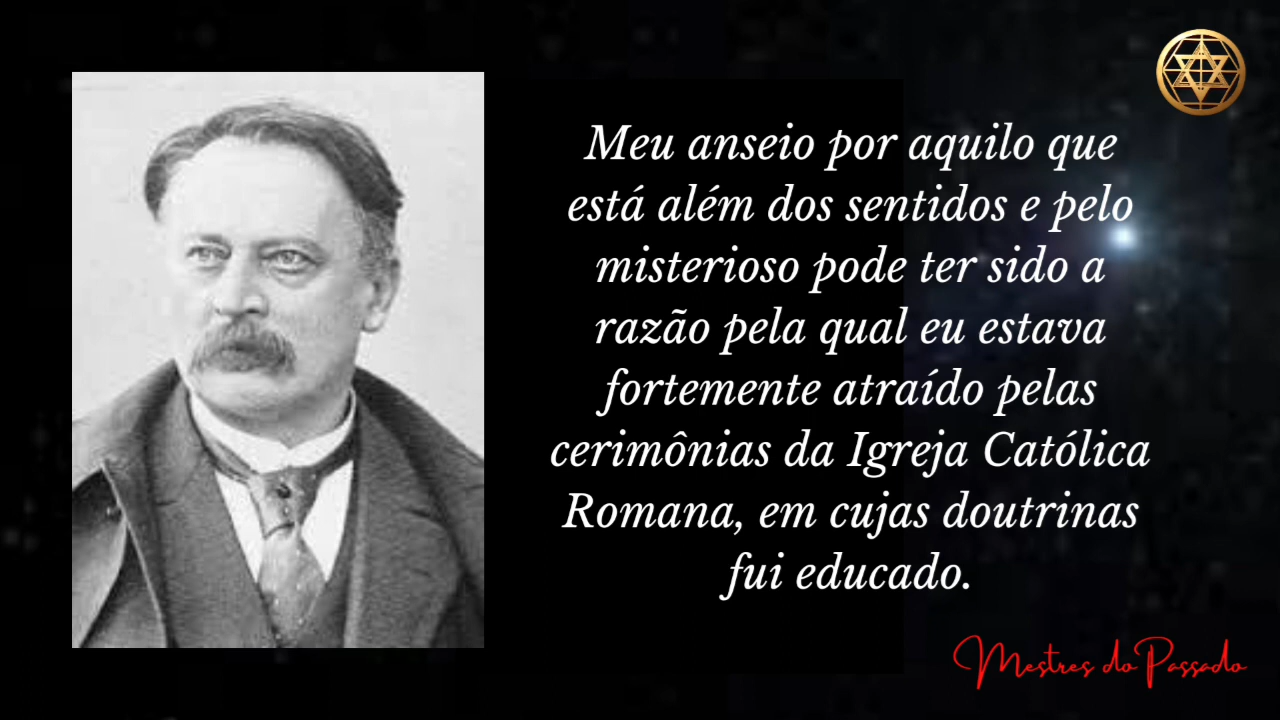 Meu anseio por aquilo que
está além dos sentidos e pelo
misterioso pode ter sido a
razão pela qual eu estava
fortemente atraído pelas
cerimônias da Igreja Católica
Romana, em cujas doutrinas
fui educado.
Mestres do Passado